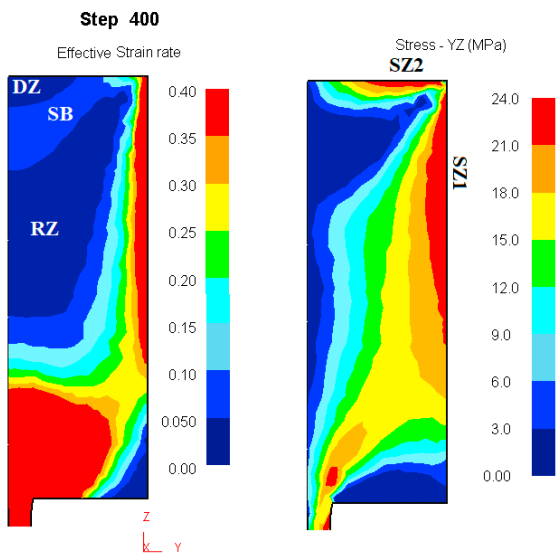 Step 400
Effective Strain rate
Stress - YZ (MPa)
SZ2
DZ
SB
RZ
0.40
0.35
0.30
0.25
0.20
0.15
0.10
0.050
0.00
SZ1
24.0
21.0
18.0
15.0
12.0
9.0
6.0
3.0
0.00
Z
X Y